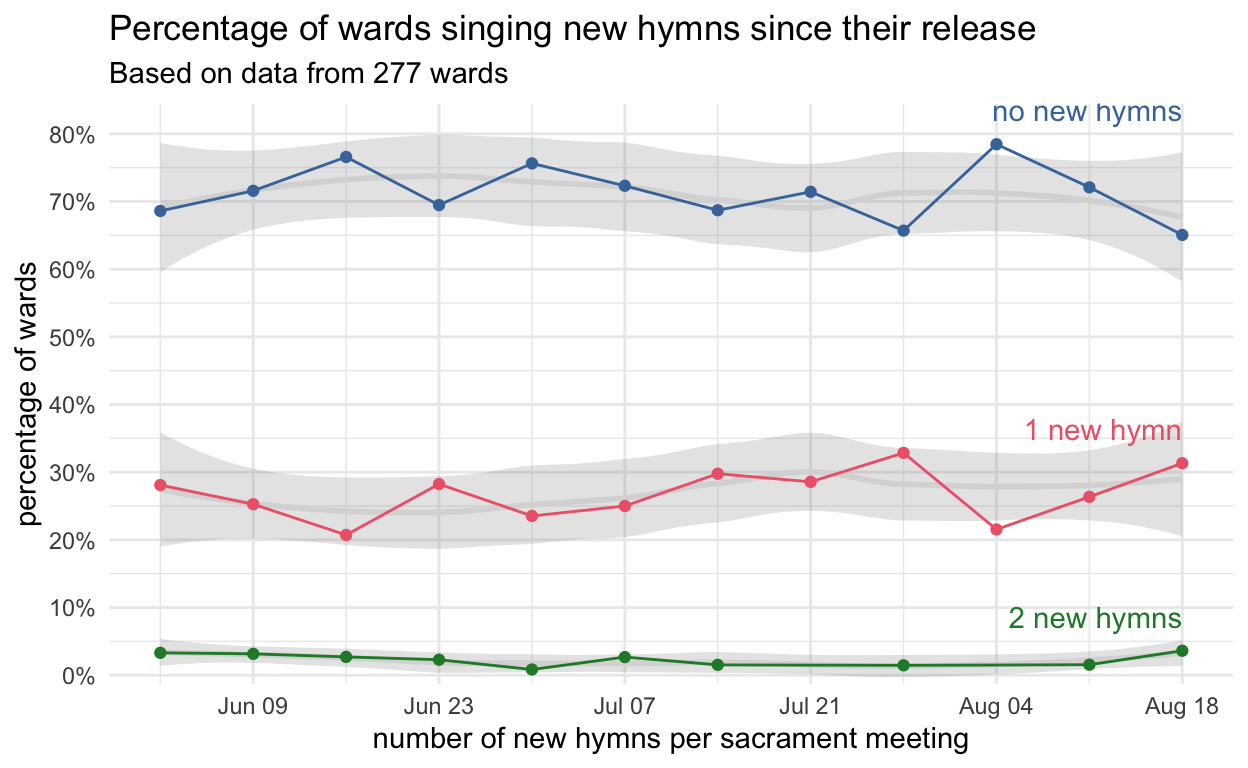 Percentage of wards singing new hymns since their release
Based on data from 277 wards
no new hymns
1 new hymn
2 new hymns
percentage of wards
80%
70%
60%
50%
40%
30%
20%
10%
0%
Jun 09 Jun 23 Jul 07 Jul 21 Aug 04 Aug 18
number of new hymns per sacrament meeting